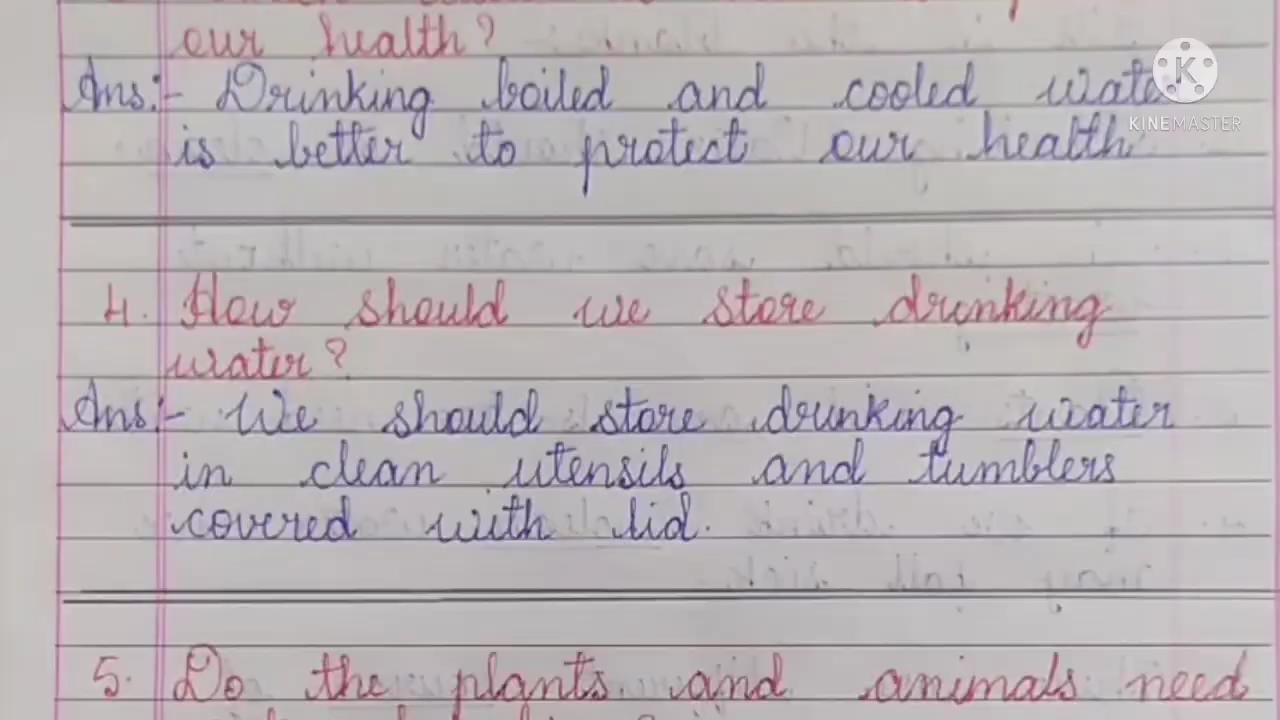 our health?
Ans:- Drinking boiled and cooled water
is better to protect our health
4. How should we store drinking
water?
Ans:- We should store drinking water
in clean utensils and tumblers
covered with lid.
5. Do the plants and animals need
K
KINEMASTER